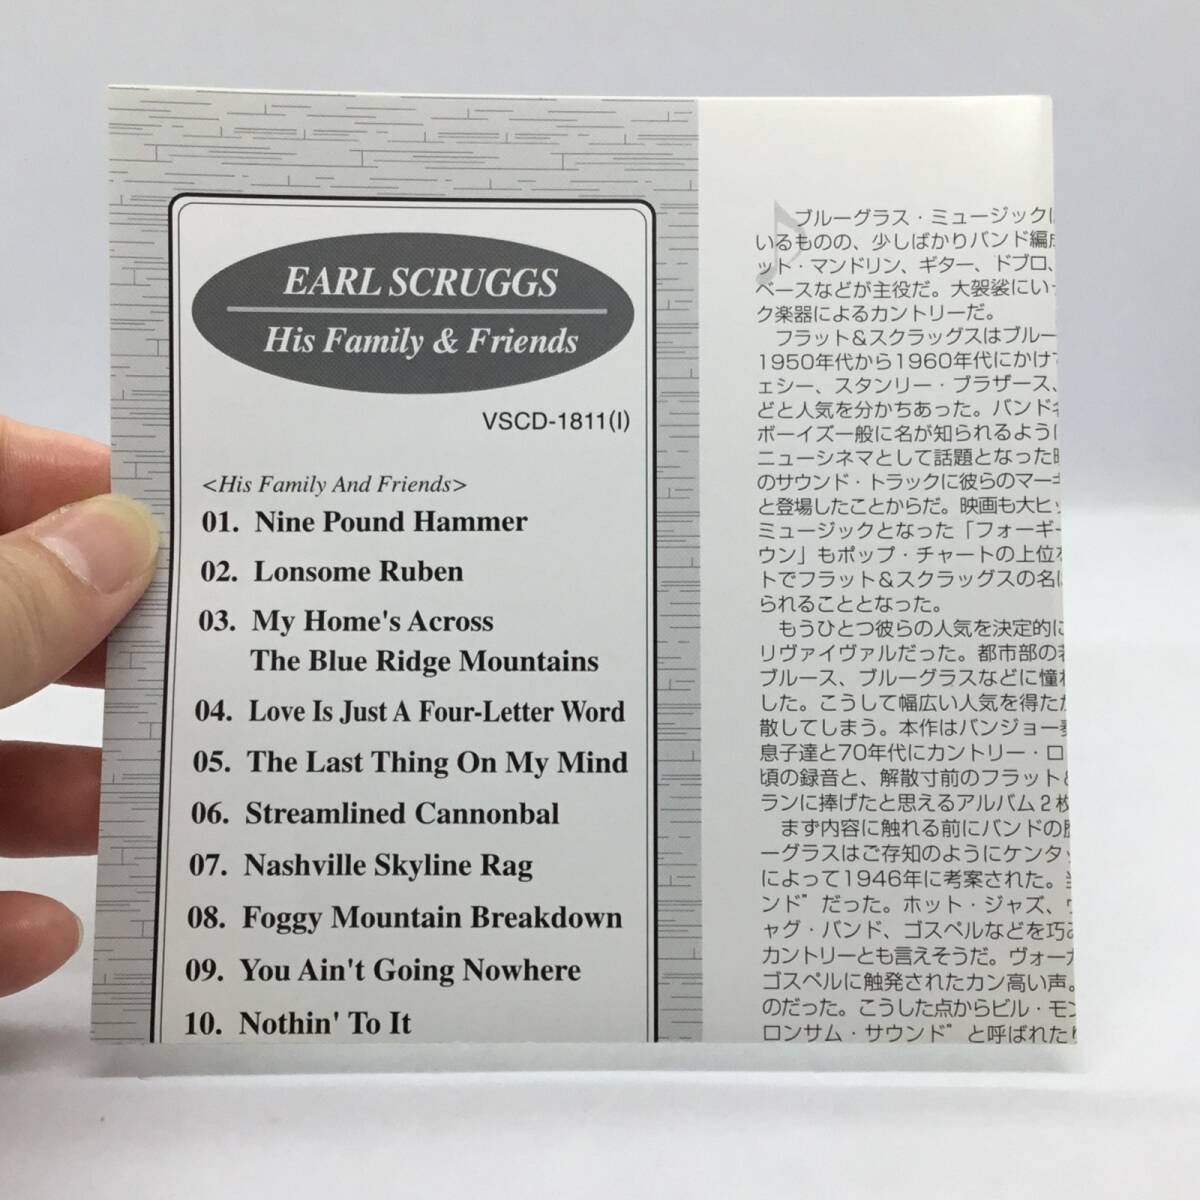 EARL SCRUGGS
His Family & Friends
VSCD-1811(I)
<His Family And Friends>
01. Nine Pound Hammer
02. Lonsome Ruben
03. My Home's Across
The Blue Ridge Mountains
04. Love Is Just A Four-Letter Word
05. The Last Thing On My Mind
06. Streamlined Cannonbal
07. Nashville Skyline Rag
08. Foggy Mountain Breakdown
09. You Ain't Going Nowhere
10. Nothin' To It
ブルーグラス・ミュージック
いるものの、少しばかりバンド編
ット・マンドリン、ギター、ドブロ、
ベースなどが主役だ。大袈裟にい
ク楽器によるカントリーだ。
フラット&スクラッグスはブルー
1950年代から1960年代にかけ
ェシー、スタンリー・ブラザース、
どと人気を分かちあった。バンド
ボーイズ一般に名が知られるように
ニューシネマとして話題となった
のサウンド・トラックに彼らのマー
と登場したことからだ。映画も大ヒ
ミュージックとなった「フォーギー
ウン」もポップ・チャートの上位
トでフラット&スクラッグスの名
られることとなった。
もうひとつ彼らの人気を決定的に
リヴァイヴァルだった。都市部の
ブルース、ブルーグラスなどに憧
した。こうして幅広い人気を得た
散してしまう。本作はバンジョー
息子達と70年代にカントリー・ロ
頃の録音と、解散寸前のフラット
ランに捧げたと思えるアルバム2枚
まず内容に触れる前にバンドの
ーグラスはご存知のようにケンタ
によって1946年に考案された。
ンド”だった。ホット・ジャズ、
ャグ・バンド、ゴスペルなどを巧
カントリーとも言えそうだ。ヴォー
ゴスペルに触発されたカン高い声。
のだった。こうした点からビル・モン
ロンサム・サウンド”と呼ばれた